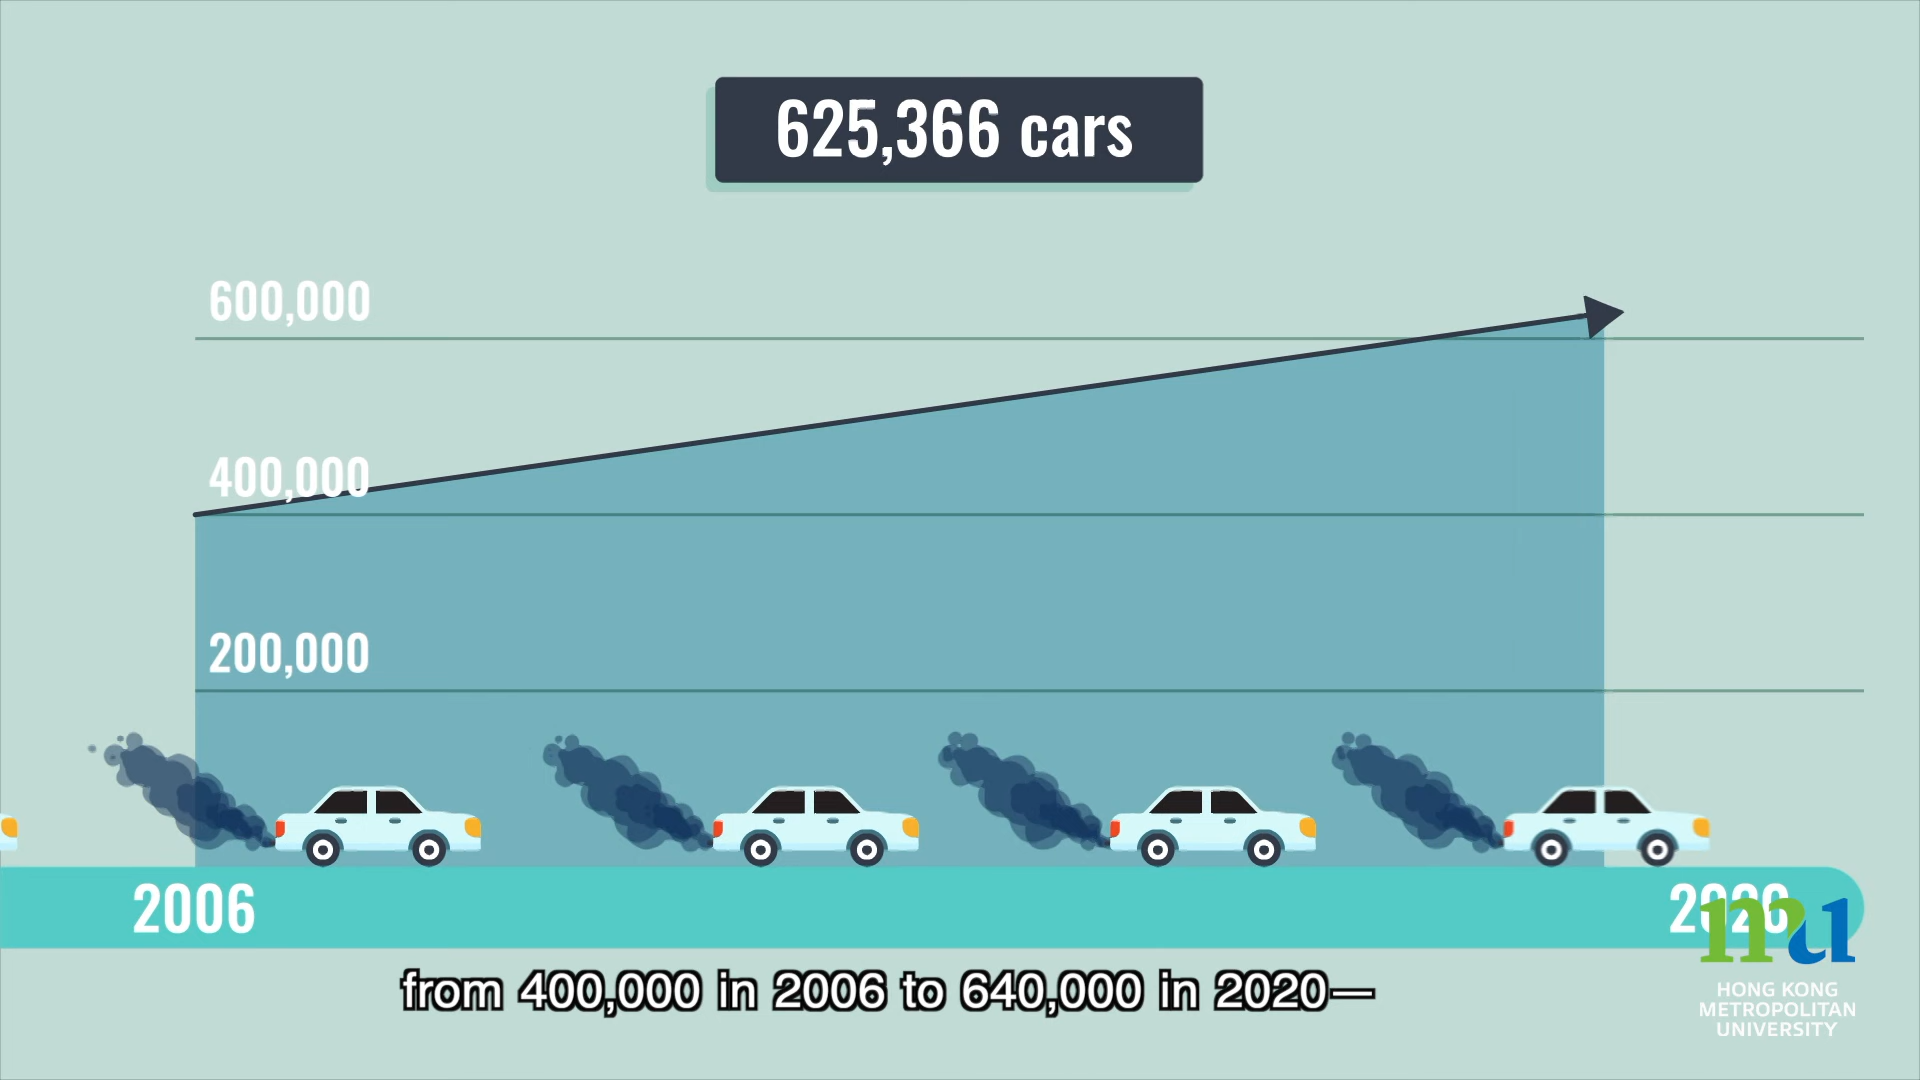 625,366 cars
600,000
400,000
200,000
2006
mu
from 400,000 in 2006 to 640,000 in 2020—
HONG KONG
METROPOLITAN
UNIVERSITY